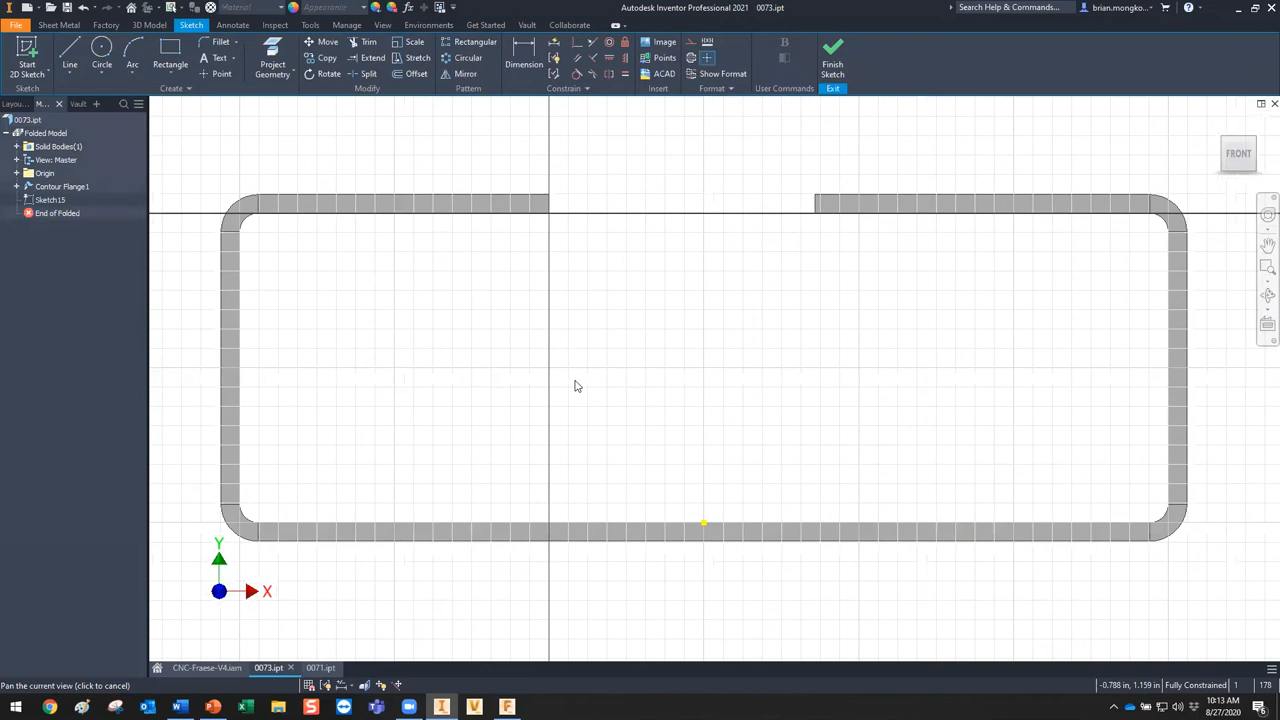 Material
Appearance
Autodesk Inventor Professional 2021 0073.ipt
Search Help & Commands...
brian.mongko...
File
Sheet Metal
Factory
3D Model
Sketch
Annotate
Inspect
Tools
Manage
View
Environments
Get Started
Vault
Collaborate
Start
2D Sketch
Line
Circle
Arc
Rectangle
Fillet
Text
Point
Project
Geometry
Move
Copy
Rotate
Trim
Extend
Split
Scale
Stretch
Offset
Rectangular
Circular
Mirror
Dimension
Image
Points
ACAD
Show Format
Finish
Sketch
Sketch
Create
Modify
Pattern
Constrain
Insert
Format
User Commands
Exit
Layou...
M...
Vault
0073.ipt
Folded Model
Solid Bodies(1)
View: Master
Origin
Contour Flange1
Sketch15
End of Folded
FRONT
Y
X
CNC-Fraese-V4.iam
0073.ipt
0071.ipt
Pan the current view (click to cancel)
-0.788 in, 1.159 in
Fully Constrained
1
178
10:13 AM
8/27/2020
6